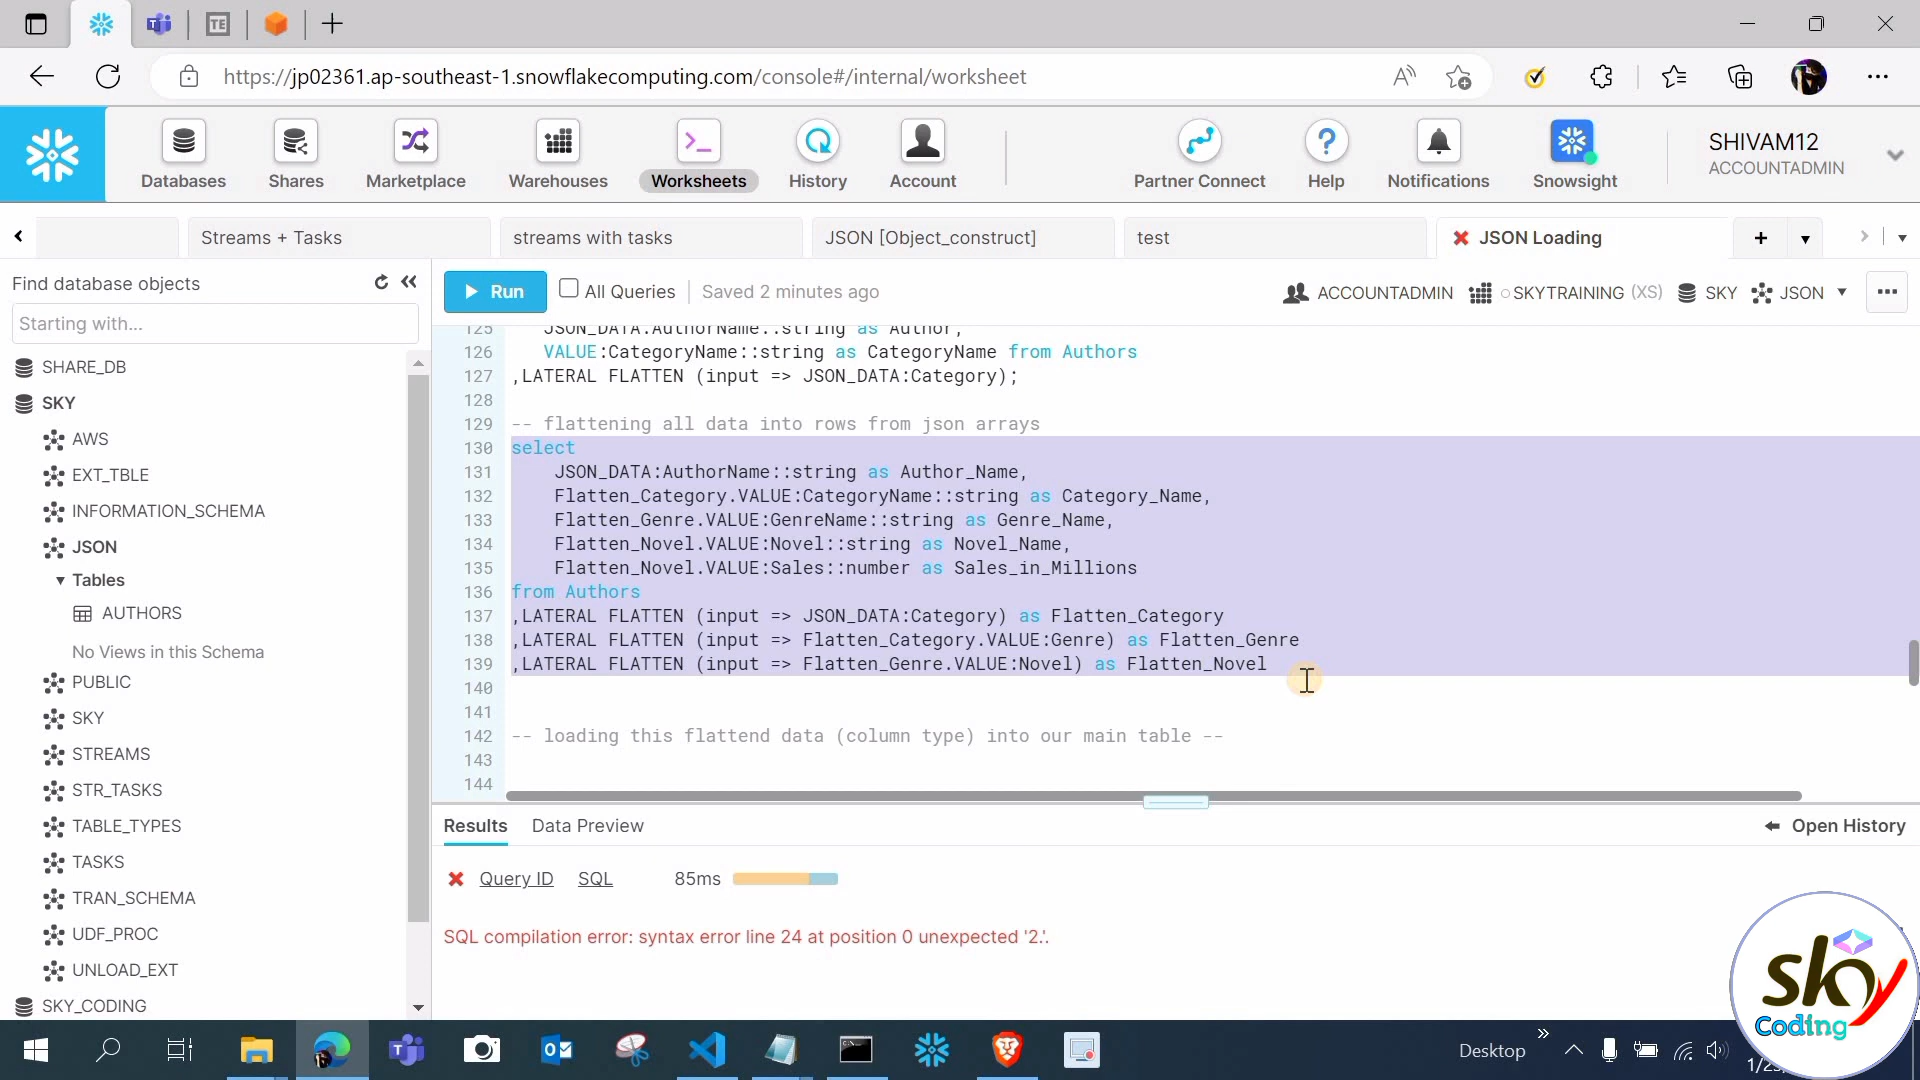 TE
https://jp02361.ap-southeast-1.snowflakecomputing.com/console#/internal/worksheet
Databases
Shares
Marketplace
Warehouses
Worksheets
History
Account
Partner Connect
Help
Notifications
Snowsight
SHIVAM12
ACCOUNTADMIN
Streams + Tasks
streams with tasks
JSON [Object_construct]
test
JSON Loading
Find database objects
Starting with...
SHARE_DB
SKY
AWS
EXT_TBLE
INFORMATION_SCHEMA
JSON
Tables
AUTHORS
No Views in this Schema
PUBLIC
SKY
STREAMS
STR_TASKS
TABLE_TYPES
TASKS
TRAN_SCHEMA
UDF_PROC
UNLOAD_EXT
SKY_CODING
Run
All Queries
Saved 2 minutes ago
ACCOUNTADMIN
SKYTRAINING (XS)
SKY
JSON
125 JSON_DATA:AuthorName::string as Author,
126 VALUE:CategoryName::string as CategoryName from Authors
127 ,LATERAL FLATTEN (input => JSON_DATA:Category);
128
129 -- flattening all data into rows from json arrays
130 select
131 JSON_DATA:AuthorName::string as Author_Name,
132 Flatten_Category.VALUE:CategoryName::string as Category_Name,
133 Flatten_Genre.VALUE:GenreName::string as Genre_Name,
134 Flatten_Novel.VALUE:Novel::string as Novel_Name,
135 Flatten_Novel.VALUE:Sales::number as Sales_in_Millions
136 from Authors
137 ,LATERAL FLATTEN (input => JSON_DATA:Category) as Flatten_Category
138 ,LATERAL FLATTEN (input => Flatten_Category.VALUE:Genre) as Flatten_Genre
139 ,LATERAL FLATTEN (input => Flatten_Genre.VALUE:Novel) as Flatten_Novel
140
141
142 -- loading this flattend data (column type) into our main table --
143
144
Results
Data Preview
Open History
Query ID
SQL
85ms
SQL compilation error: syntax error line 24 at position 0 unexpected '2.'.
sky
Coding
Desktop